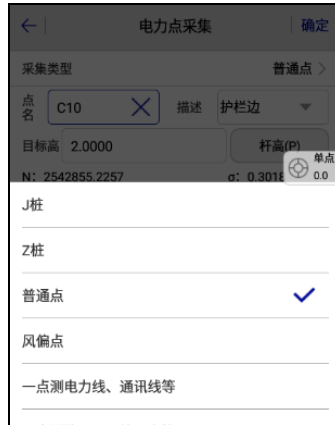 ← 电力点采集 确定
采集类型 普通点 >
点名 C10 描述 护栏边
目标高 2.0000 杆高(P)
N: 2542855.2257 σ: 0.3018
单点
0.0
J桩
Z桩
普通点
风偏点
一点测电力线、通讯线等